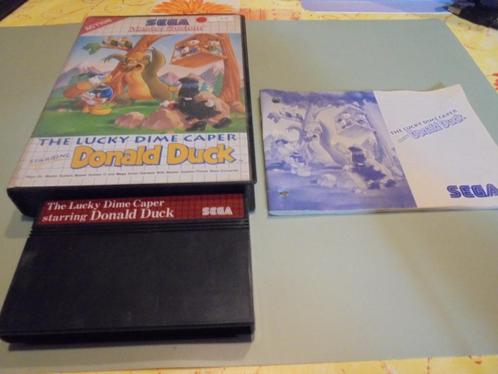 SEGA
Master System
THE LUCKY DIME CAPER
STARRING
Donald Duck
The Lucky Dime Caper
starring Donald Duck
SEGA
THE LUCKY DIME CAPER
Donald Duck
SEGA